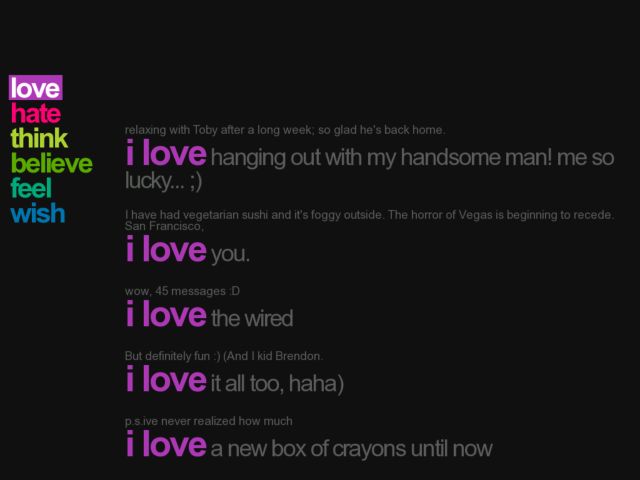 love
hate
think
believe
feel
wish
relaxing with Toby after a long week; so glad he's back home.
i love hanging out with my handsome man! me so
lucky... ;)
I have had vegetarian sushi and it's foggy outside. The horror of Vegas is beginning to recede.
San Francisco,
i love you.
wow, 45 messages :D
i love the wired
But definitely fun :) (And I kid Brendon.
i love it all too, haha)
p.s.ive never realized how much
i love a new box of crayons until now